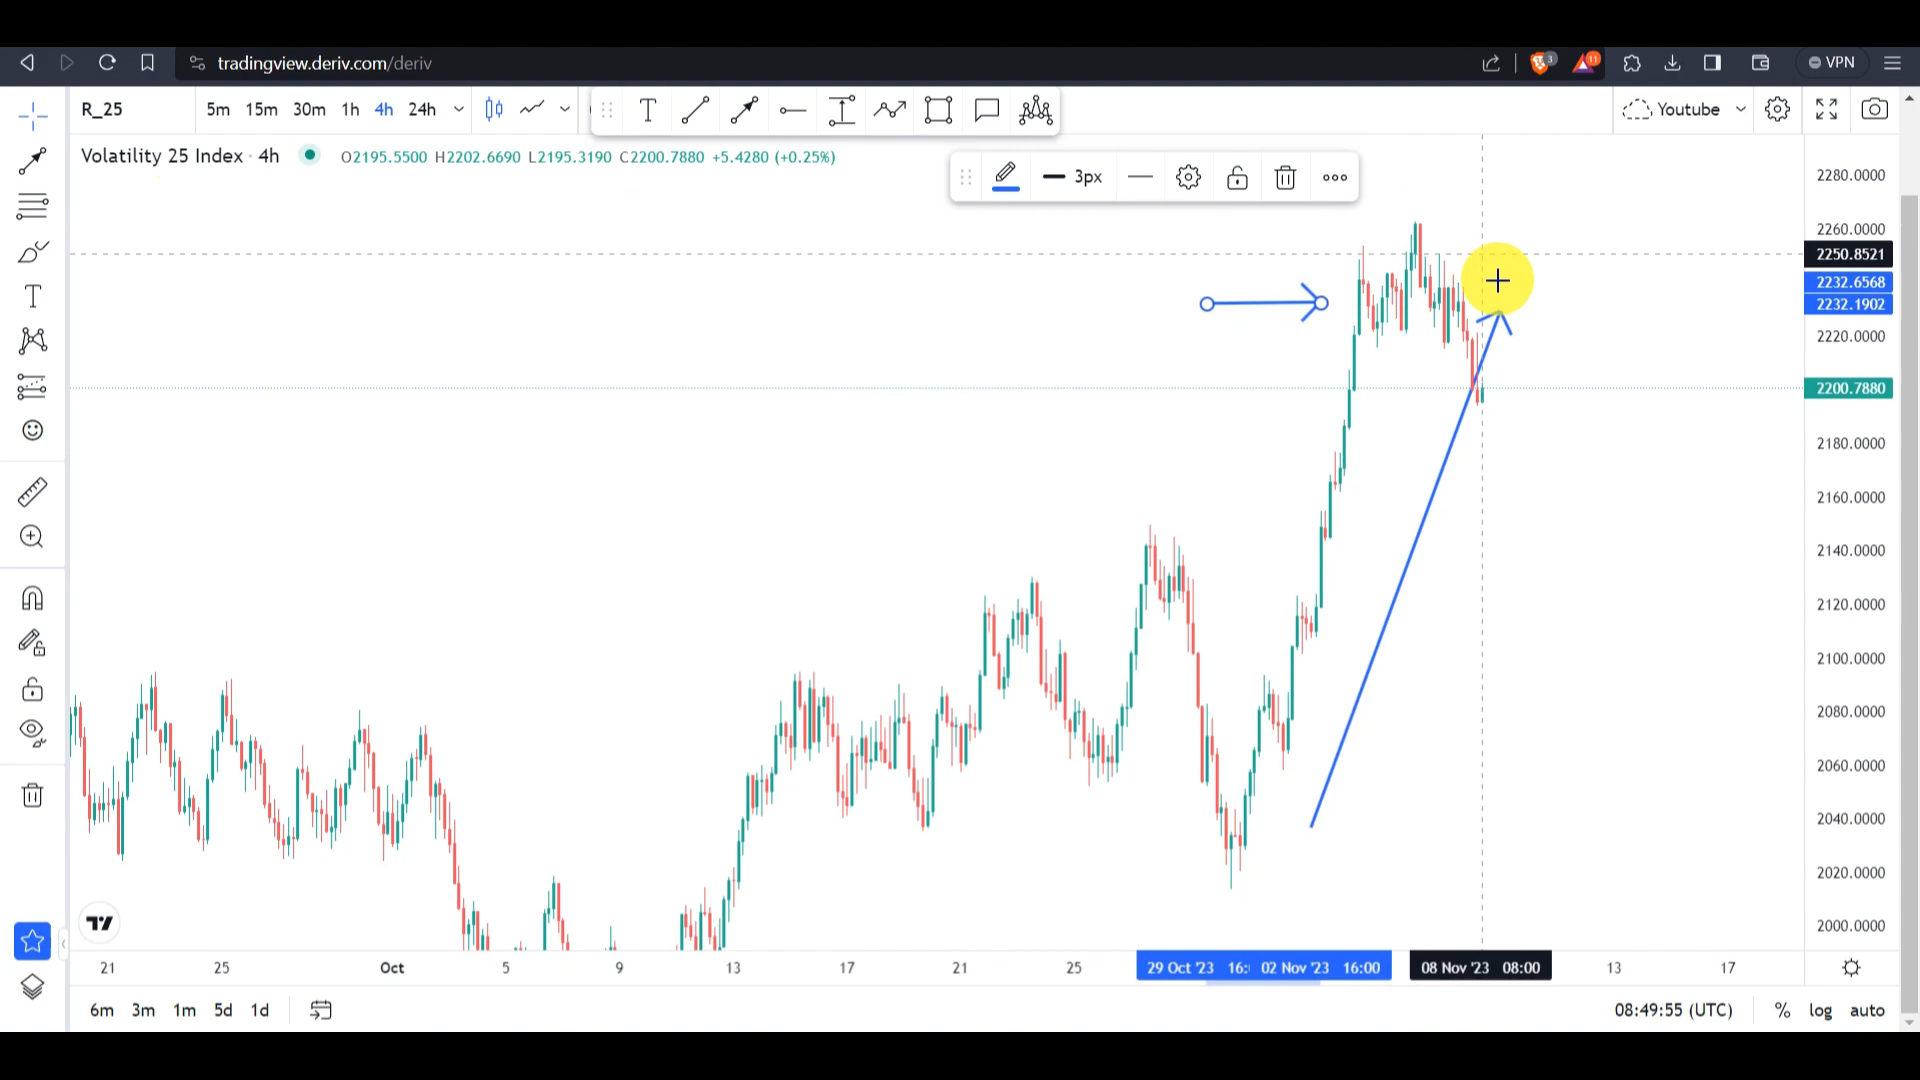 tradingview.deriv.com/deriv
3
11
VPN
R_25
5m 15m 30m 1h 4h 24h
T
Youtube
Volatility 25 Index · 4h
O2195.5500 H2202.6690 L2195.3190 C2200.7880 +5.4280 (+0.25%)
3px
2280.0000
2260.0000
2250.8521
2232.6568
2232.1902
2220.0000
2200.7880
2180.0000
2160.0000
2140.0000
2120.0000
2100.0000
2080.0000
2060.0000
2040.0000
2020.0000
2000.0000
21 25 Oct 5 9 13 17 21 25 29 Oct '23 16: 02 Nov '23 16:00 08 Nov '23 08:00 13 17
6m 3m 1m 5d 1d
08:49:55 (UTC) % log auto